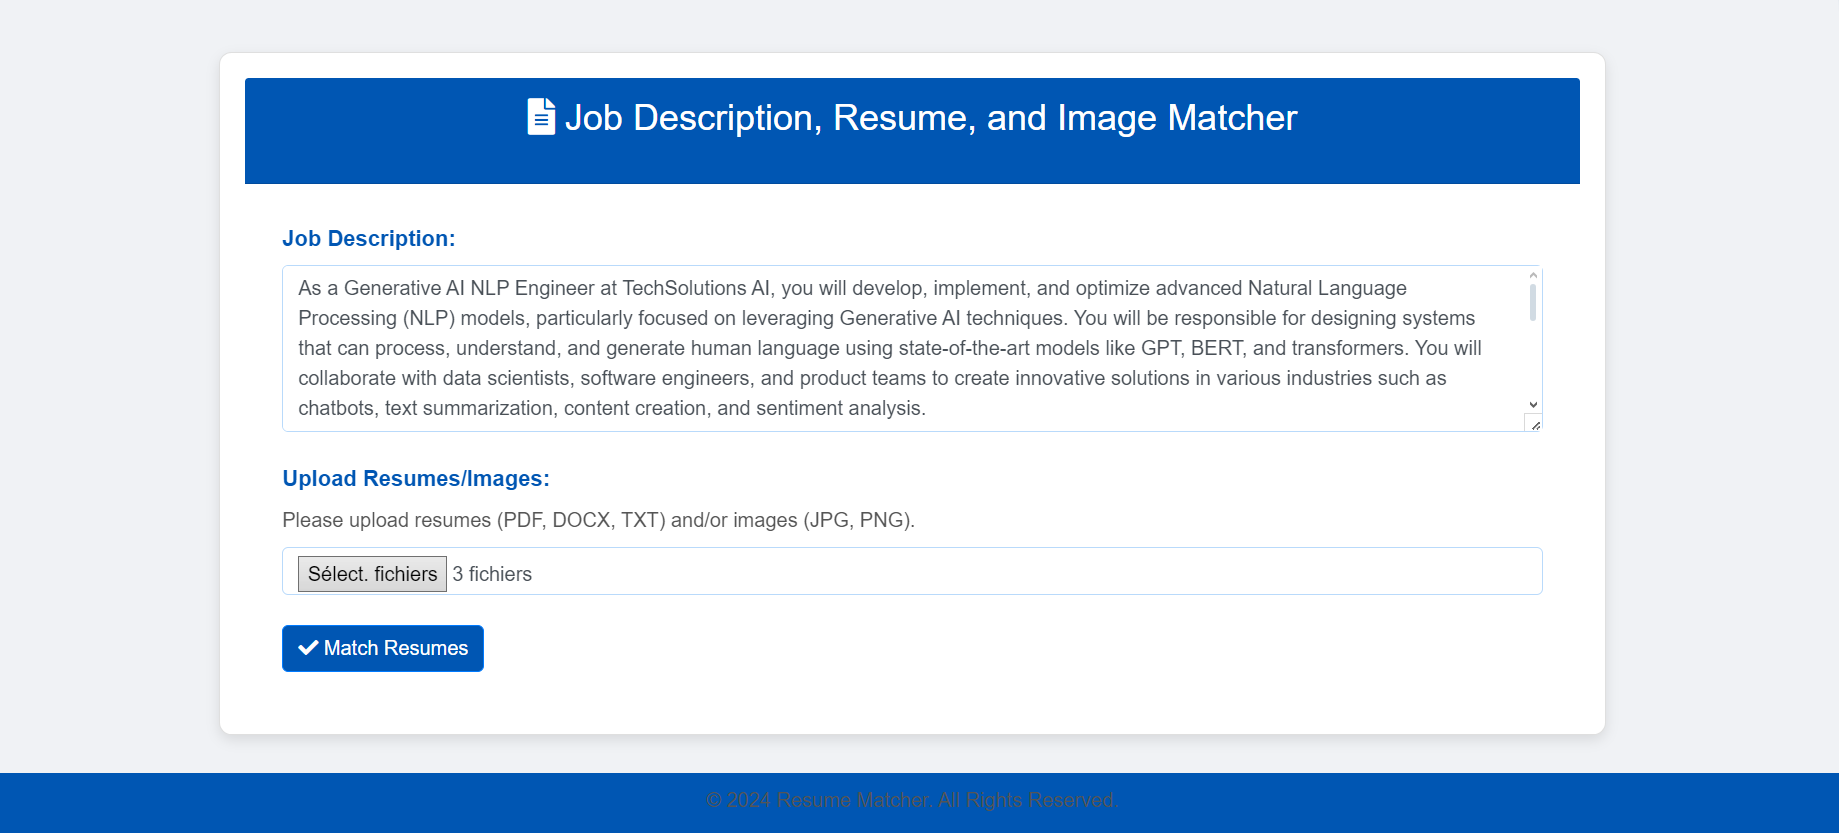 Job Description, Resume, and Image Matcher
Job Description:
As a Generative AI NLP Engineer at TechSolutions AI, you will develop, implement, and optimize advanced Natural Language
Processing (NLP) models, particularly focused on leveraging Generative AI techniques. You will be responsible for designing systems
that can process, understand, and generate human language using state-of-the-art models like GPT, BERT, and transformers. You will
collaborate with data scientists, software engineers, and product teams to create innovative solutions in various industries such as
chatbots, text summarization, content creation, and sentiment analysis.
Upload Resumes/Images:
Please upload resumes (PDF, DOCX, TXT) and/or images (JPG, PNG).
Sélect. fichiers 3 fichiers
Match Resumes
© 2024 Resume Matcher. All Rights Reserved.